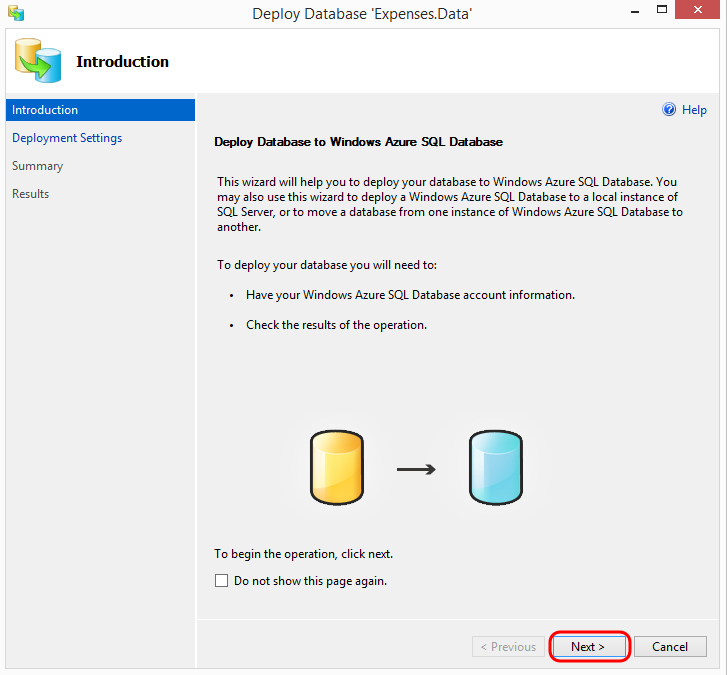 Deploy Database 'Expenses.Data'
Introduction
Introduction
Deployment Settings
Summary
Results
Help
Deploy Database to Windows Azure SQL Database
This wizard will help you to deploy your database to Windows Azure SQL Database. You
may also use this wizard to deploy a Windows Azure SQL Database to a local instance of
SQL Server, or to move a database from one instance of Windows Azure SQL Database to
another.
To deploy your database you will need to:
• Have your Windows Azure SQL Database account information.
• Check the results of the operation.
To begin the operation, click next.
Do not show this page again.
< Previous
Next >
Cancel